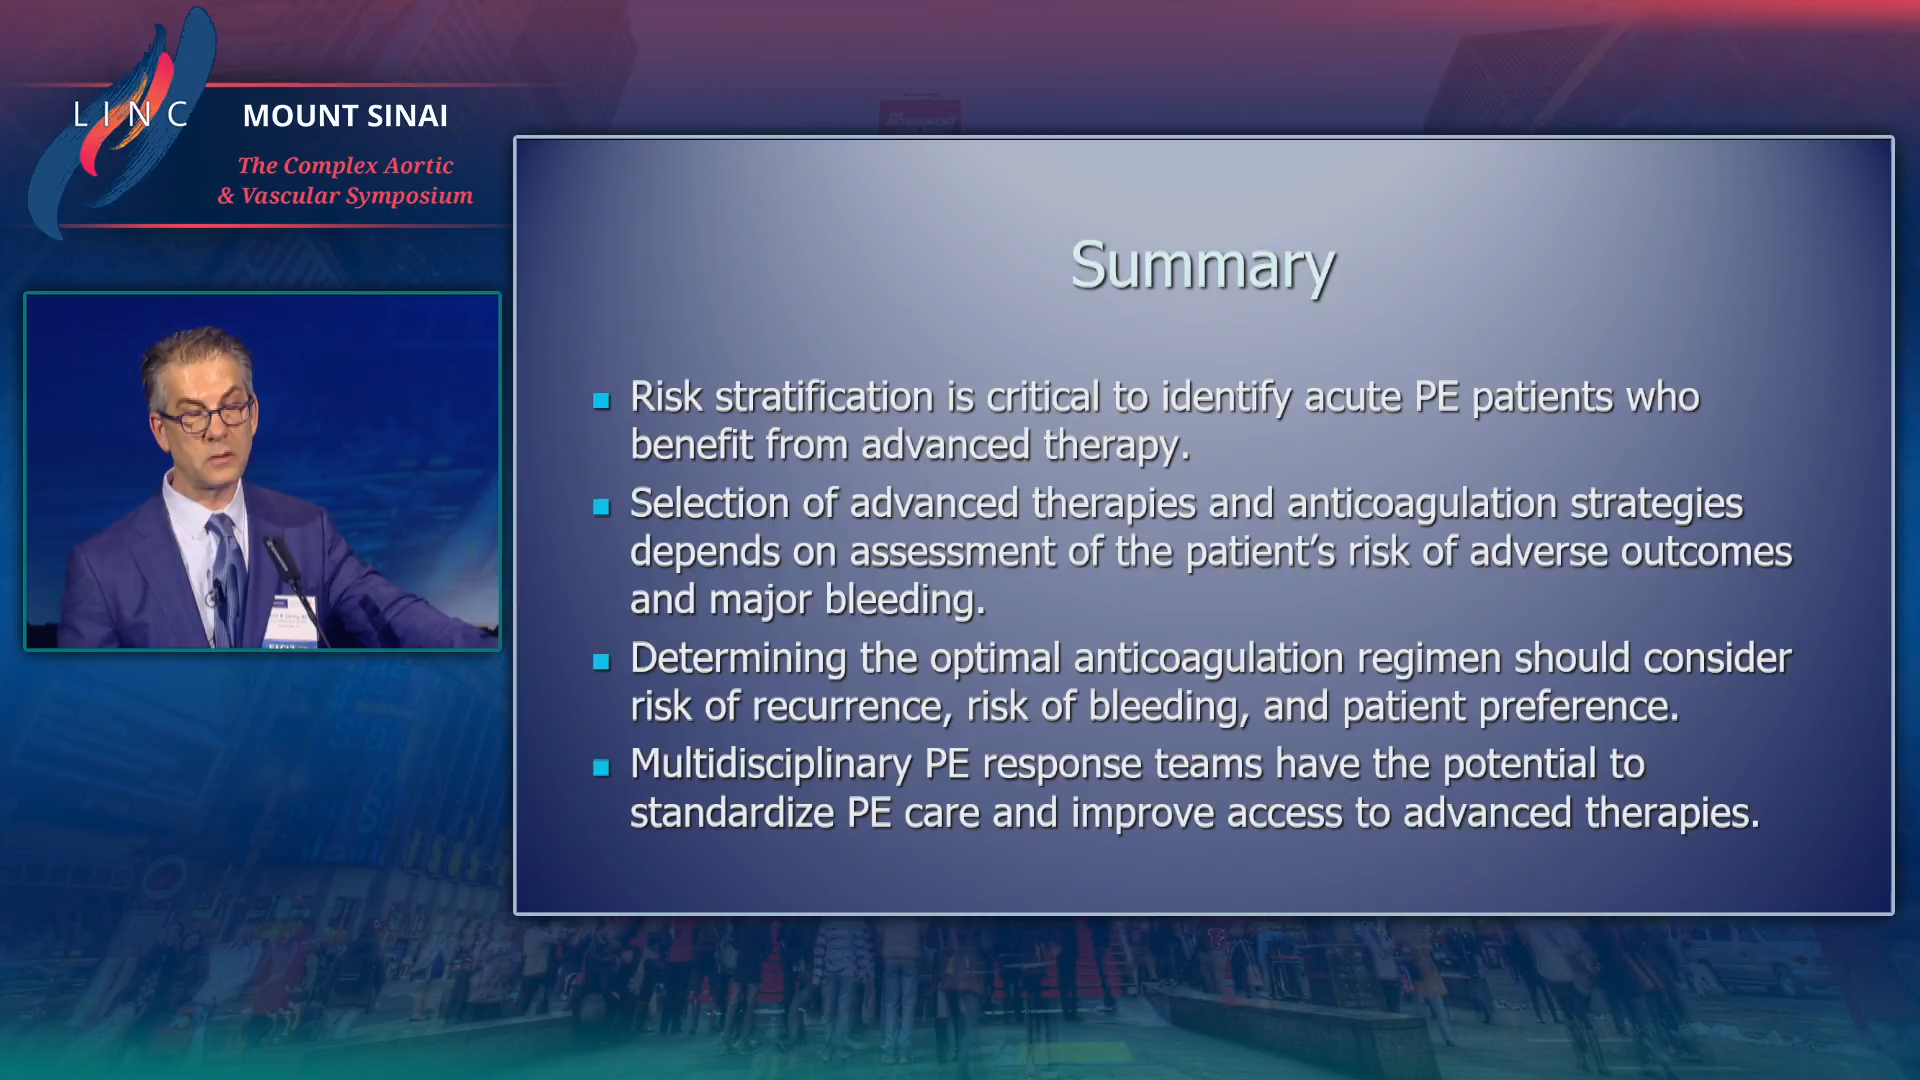 LINC
MOUNT SINAI
The Complex Aortic
& Vascular Symposium
Summary
Risk stratification is critical to identify acute PE patients who
benefit from advanced therapy.
Selection of advanced therapies and anticoagulation strategies
depends on assessment of the patient’s risk of adverse outcomes
and major bleeding.
Determining the optimal anticoagulation regimen should consider
risk of recurrence, risk of bleeding, and patient preference.
Multidisciplinary PE response teams have the potential to
standardize PE care and improve access to advanced therapies.